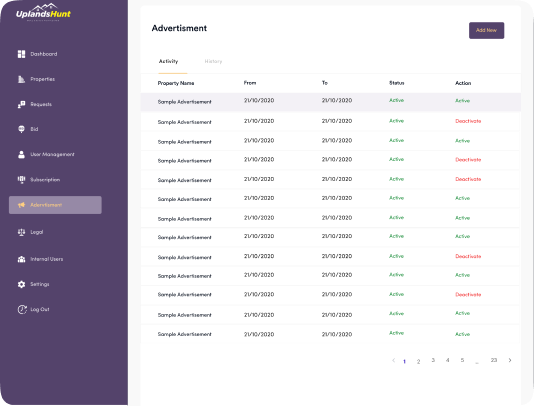 UplandsHunt
Dashboard
Properties
Requests
Bid
User Management
Subscription
Adertisment
Legal
Internal Users
Settings
Log Out
Advertisment
Add New
Activity History
Property Name From To Status Action
Sample Advertisement 21/10/2020 21/10/2020 Active Active
Sample Advertisement 21/10/2020 21/10/2020 Active Deactivate
Sample Advertisement 21/10/2020 21/10/2020 Active Active
Sample Advertisement 21/10/2020 21/10/2020 Active Deactivate
Sample Advertisement 21/10/2020 21/10/2020 Active Deactivate
Sample Advertisement 21/10/2020 21/10/2020 Active Active
Sample Advertisement 21/10/2020 21/10/2020 Active Active
Sample Advertisement 21/10/2020 21/10/2020 Active Active
Sample Advertisement 21/10/2020 21/10/2020 Active Deactivate
Sample Advertisement 21/10/2020 21/10/2020 Active Active
Sample Advertisement 21/10/2020 21/10/2020 Active Deactivate
Sample Advertisement 21/10/2020 21/10/2020 Active Active
Sample Advertisement 21/10/2020 21/10/2020 Active Active
< 1 2 3 4 5 ... 23 >